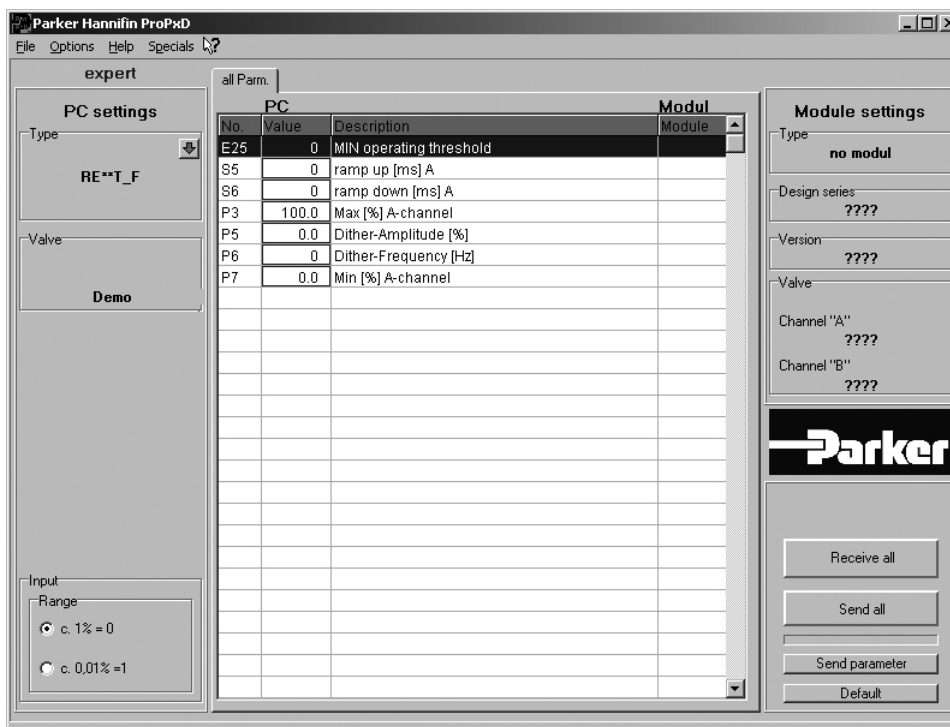 Parker Hannifin ProPxD
File Options Help Specials
expert
PC settings
Type
RE**T_F
Valve
Demo
Input
Range
c. 1% = 0
c. 0,01% =1
all Parm.
PC Modul
No. Value Description Module
E25 0 MIN operating threshold
S5 0 ramp up [ms] A
S6 0 ramp down [ms] A
P3 100.0 Max [%] A-channel
P5 0.0 Dither-Amplitude [%]
P6 0 Dither-Frequency [Hz]
P7 0.0 Min [%] A-channel
Module settings
Type
no modul
Design series
????
Version
????
Valve
Channel "A"
????
Channel "B"
????
Parker
Receive all
Send all
Send parameter
Default